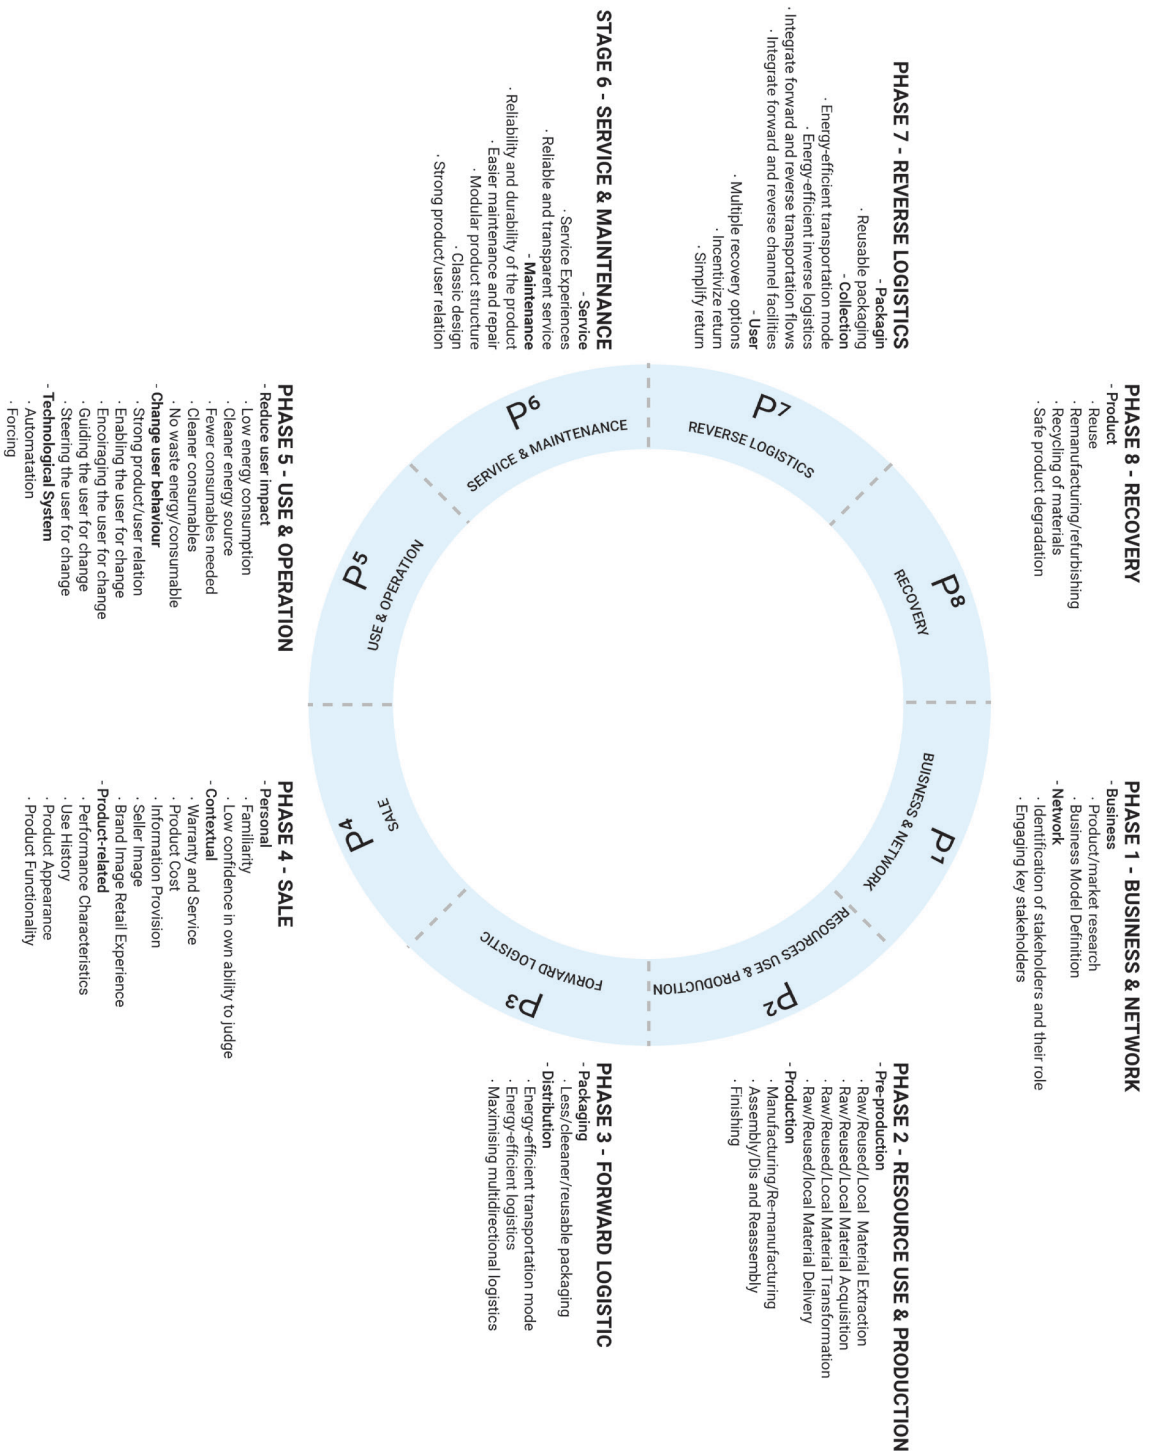 PHASE 1 - BUSINESS & NETWORK
- Business
· Product/market research
· Business Model Definition
- Network
· Identification of stakeholders and their role
· Engaging key stakeholders
PHASE 2 - RESOURCE USE & PRODUCTION
- Pre-production
· Raw/Reused/Local Material Extraction
· Raw/Reused/Local Material Acquisition
· Raw/Reused/Local Material Transformation
· Raw/Reused/local Material Delivery
- Production
· Manufacturing/Re-manufacturing
· Assembly/Dis and Reassembly
· Finishing
PHASE 3 - FORWARD LOGISTIC
- Packaging
· Less/cleeaner/reusable packaging
- Distribution
· Energy-efficient transportation mode
· Energy-efficient logistics
· Maximising multidirectional logistics
PHASE 4 - SALE
- Personal
· Familiarity
· Low confidence in own ability to judge
- Contextual
· Warranty and Service
· Product Cost
· Information Provision
· Seller Image
· Brand Image Retail Experience
- Product-related
· Performance Characteristics
· Use History
· Product Appearance
· Product Functionality
PHASE 5 - USE & OPERATION
- Reduce user impact
· Low energy consumption
· Cleaner energy source
· Fewer consumables needed
· Cleaner consumables
· No waste energy/consumable
- Change user behaviour
· Strong product/user relation
· Enabling the user for change
· Encoiraging the user for change
· Guiding the user for change
· Steering the user for change
- Technological System
· Automatation
· Forcing
STAGE 6 - SERVICE & MAINTENANCE
- Service
· Service Experiences
· Reliable and transparent service
- Maintenance
· Reliability and durability of the product
· Easier maintenance and repair
· Modular product structure
· Classic design
· Strong product/user relation
PHASE 7 - REVERSE LOGISTICS
- Packagin
· Reusable packaging
- Collection
· Energy-efficient transportation mode
· Energy-efficient inverse logistics
· Integrate forward and reverse transportation flows
· Integrate forward and reverse channel facilities
- User
· Multiple recovery options
· Incentivize return
· Simplify return
PHASE 8 - RECOVERY
- Product
· Reuse
· Remanufacturing/refurbishing
· Recycling of materials
· Safe product degradation
P1
BUISNESS & NETWORK
P2
RESOURCES USE & PRODUCTION
P3
FORWARD LOGISTIC
P4
SALE
P5
USE & OPERATION
P6
SERVICE & MAINTENANCE
P7
REVERSE LOGISTICS
P8
RECOVERY